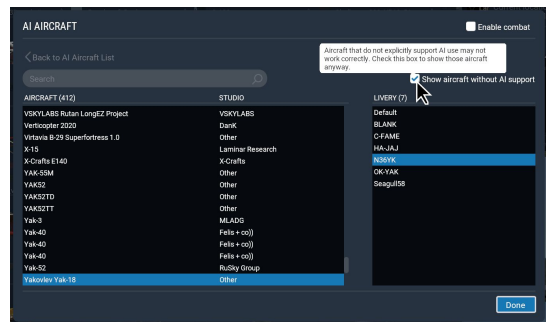 AI AIRCRAFT
Enable combat
Back to AI Aircraft List
Aircraft that do not explicitly support AI use may not
work correctly. Check this box to show those aircraft
anyway.
Search
Show aircraft without AI support
AIRCRAFT (412) STUDIO LIVERY (7)
VSKYLABS Rutan LongEZ Project VSKYLABS Default
Verticopter 2020 DanK BLANK
Virtavia B-29 Superfortress 1.0 Other C-FAME
X-15 Laminar Research HA-JAJ
X-Crafts E140 X-Crafts N36YK
YAK-55M Other OK-YAK
YAK52 Other Seagull58
YAK52TD Other
YAK52TT Other
Yak-3 MLADG
Yak-40 Felis + co))
Yak-40 Felis + co))
Yak-40 Felis + co))
Yak-52 RuSky Group
Yakovlev Yak-18 Other
Done